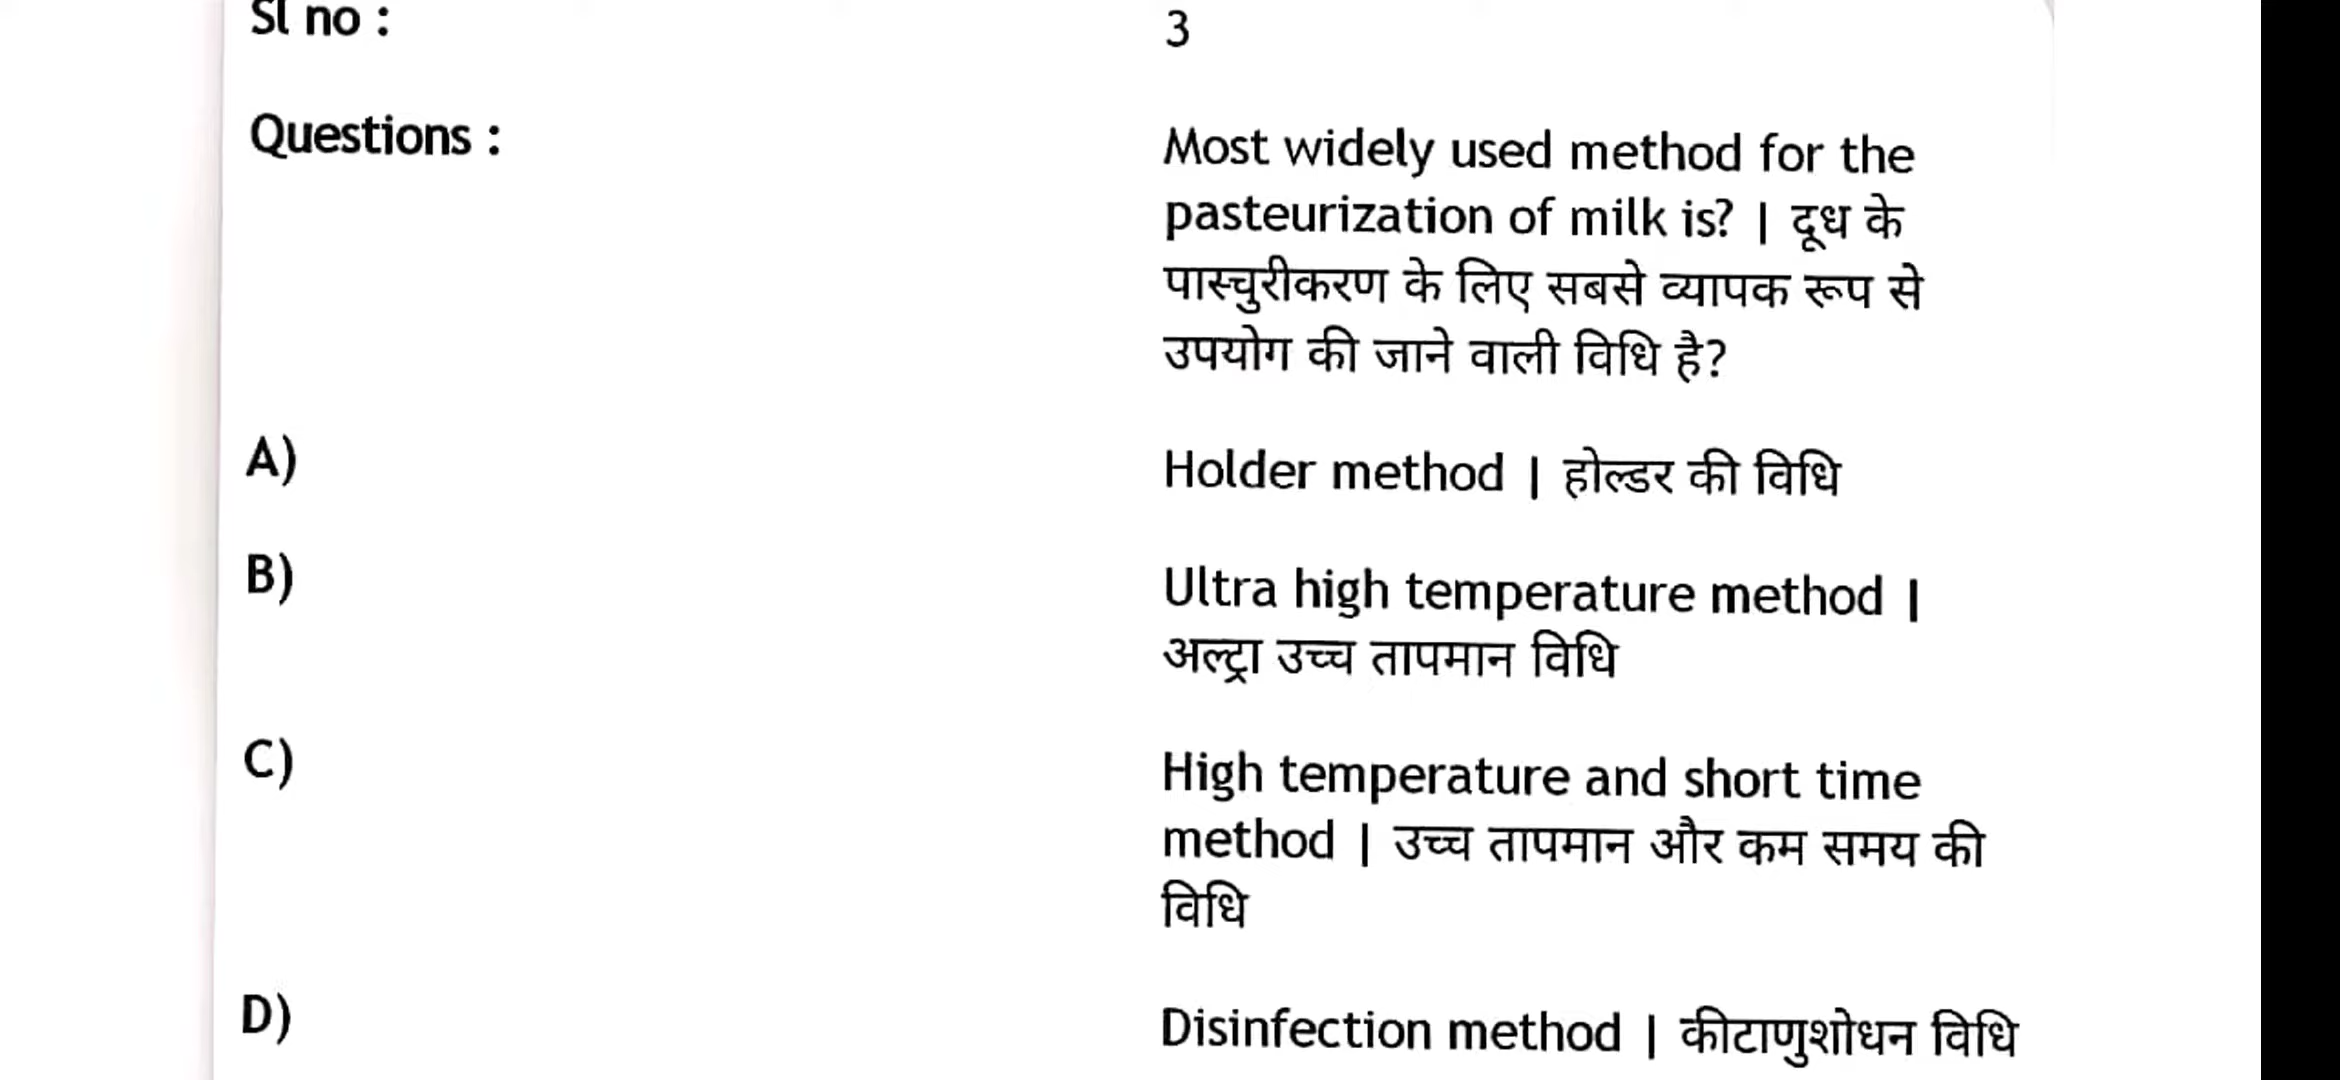 Sl no :
3
Questions :
Most widely used method for the
pasteurization of milk is? | दूध के
पास्चुरीकरण के लिए सबसे व्यापक रूप से
उपयोग की जाने वाली विधि है?
A)
Holder method | होल्डर की विधि
B)
Ultra high temperature method |
अल्ट्रा उच्च तापमान विधि
C)
High temperature and short time
method | उच्च तापमान और कम समय की
विधि
D)
Disinfection method | कीटाणुशोधन विधि